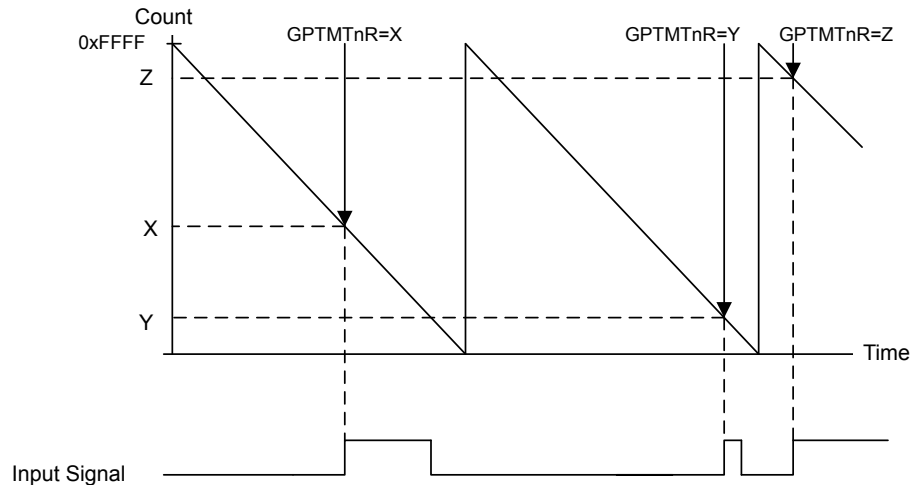 Count
0xFFFF
GPTMTnR=X
GPTMTnR=Y
GPTMTnR=Z
Z
X
Y
Time
Input Signal